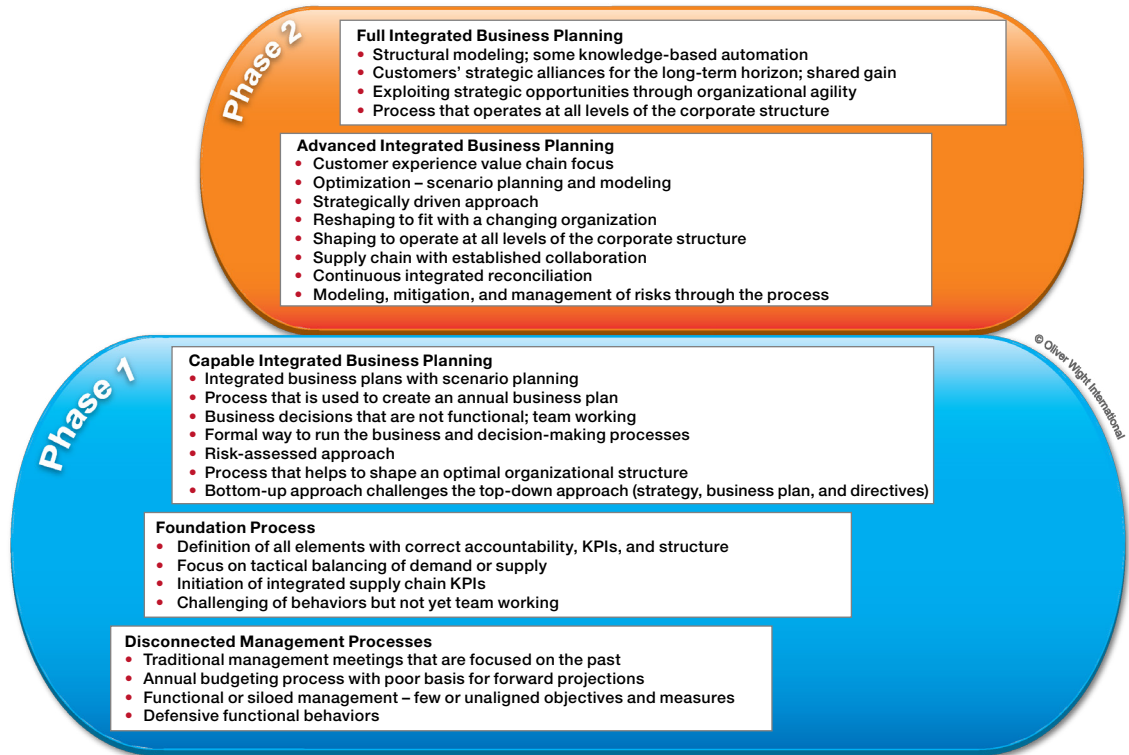 Phase 2
Full Integrated Business Planning
• Structural modeling; some knowledge-based automation
• Customers' strategic alliances for the long-term horizon; shared gain
• Exploiting strategic opportunities through organizational agility
• Process that operates at all levels of the corporate structure
Advanced Integrated Business Planning
• Customer experience value chain focus
• Optimization – scenario planning and modeling
• Strategically driven approach
• Reshaping to fit with a changing organization
• Shaping to operate at all levels of the corporate structure
• Supply chain with established collaboration
• Continuous integrated reconciliation
• Modeling, mitigation, and management of risks through the process
Phase 1
Capable Integrated Business Planning
• Integrated business plans with scenario planning
• Process that is used to create an annual business plan
• Business decisions that are not functional; team working
• Formal way to run the business and decision-making processes
• Risk-assessed approach
• Process that helps to shape an optimal organizational structure
• Bottom-up approach challenges the top-down approach (strategy, business plan, and directives)
Foundation Process
• Definition of all elements with correct accountability, KPIs, and structure
• Focus on tactical balancing of demand or supply
• Initiation of integrated supply chain KPIs
• Challenging of behaviors but not yet team working
Disconnected Management Processes
• Traditional management meetings that are focused on the past
• Annual budgeting process with poor basis for forward projections
• Functional or siloed management – few or unaligned objectives and measures
• Defensive functional behaviors
© Oliver Wight International